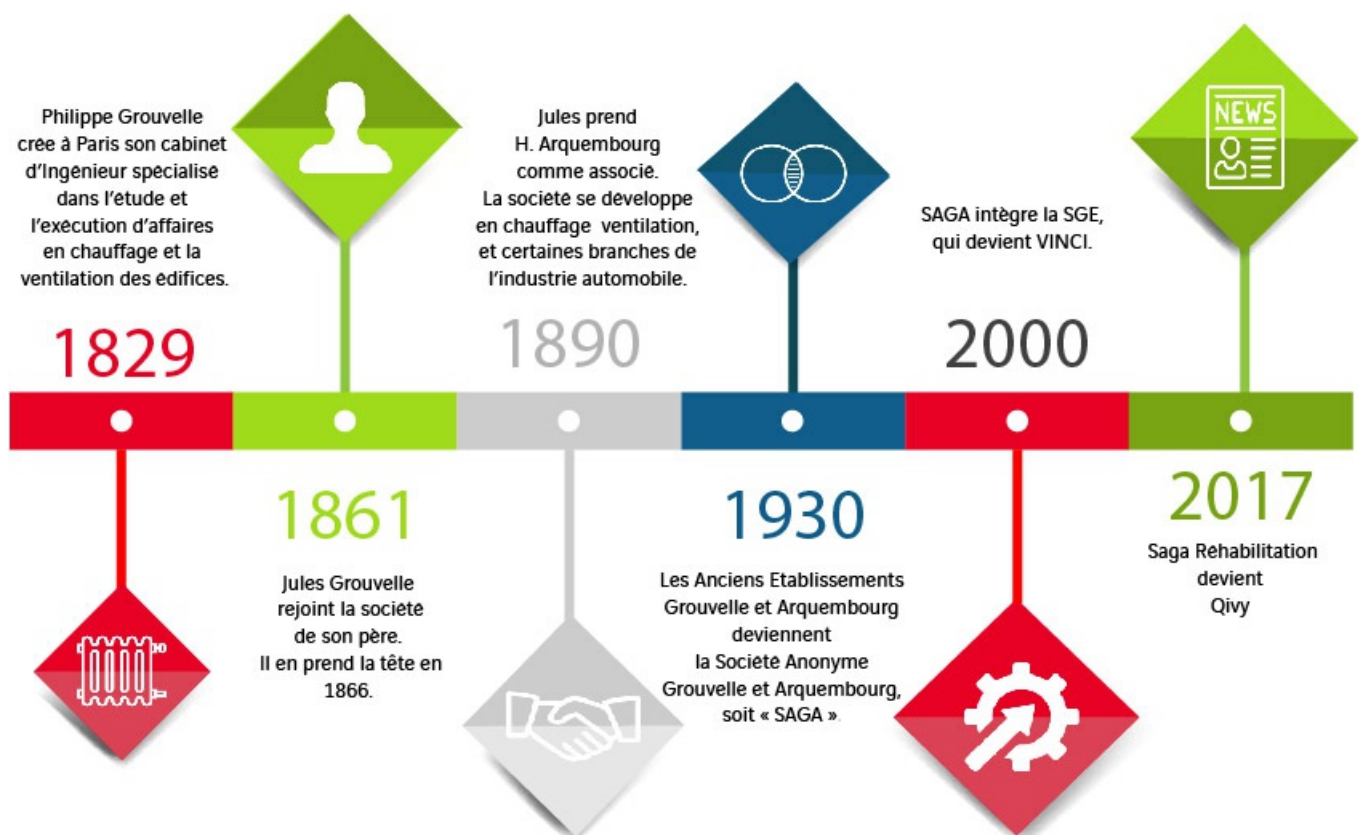 Philippe Grouvelle
crée à Paris son cabinet
d'Ingénieur spécialisé
dans l'étude et
l'exécution d'affaires
en chauffage et la
ventilation des édifices.
1829
1861
Jules Grouvelle
rejoint la société
de son père.
Il en prend la tête en
1866.
Jules prend
H. Arquembourg
comme associé.
La société se développe
en chauffage ventilation,
et certaines branches de
l'industrie automobile.
1890
1930
Les Anciens Etablissements
Grouvelle et Arquembourg
deviennent
la Société Anonyme
Grouvelle et Arquembourg,
soit « SAGA »
SAGA intègre la SGE,
qui devient VINCI.
2000
NEWS
2017
Saga Réhabilitation
devient
Qivy